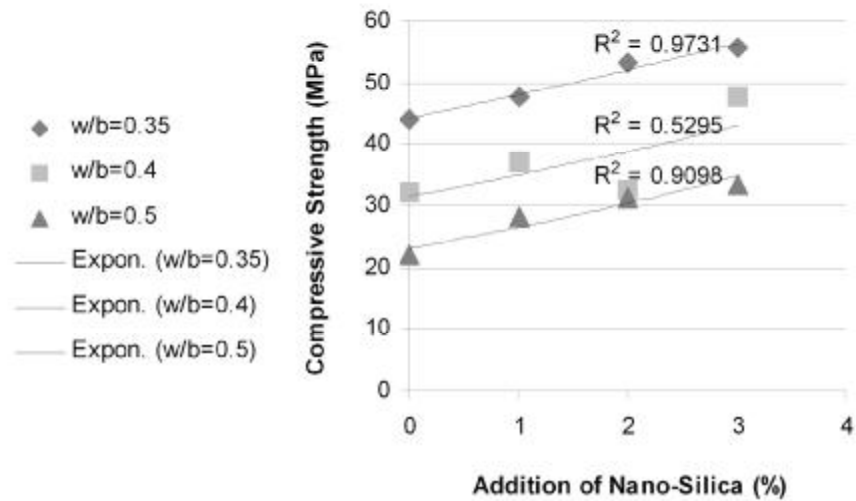 w/b=0.35
w/b=0.4
w/b=0.5
Expon. (w/b=0.35)
Expon. (w/b=0.4)
Expon. (w/b=0.5)
Compressive Strength (MPa)
60
50
40
30
20
10
0
R² = 0.9731
R² = 0.5295
R² = 0.9098
0 1 2 3 4
Addition of Nano-Silica (%)